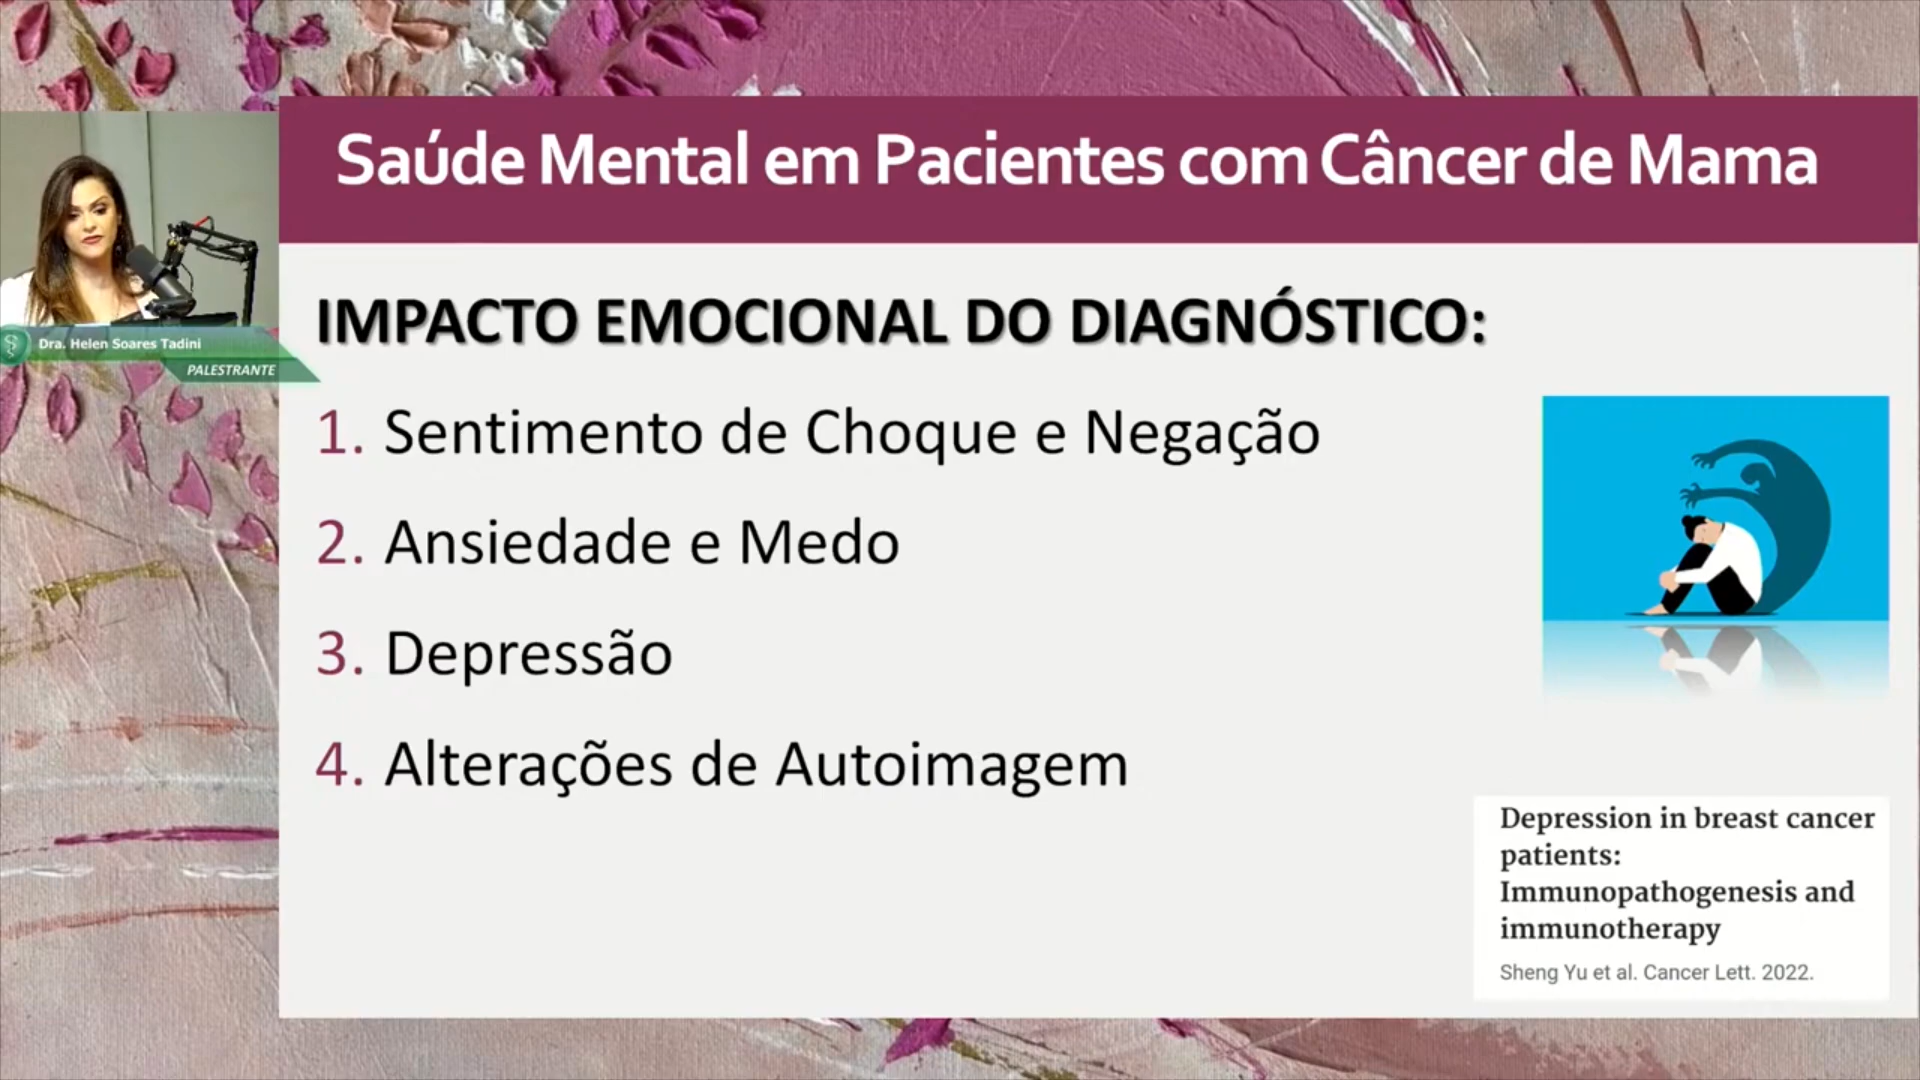 Saúde Mental em Pacientes com Câncer de Mama
Dra. Helen Soares Tadini
PALESTRANTE
IMPACTO EMOCIONAL DO DIAGNÓSTICO:
1. Sentimento de Choque e Negação
2. Ansiedade e Medo
3. Depressão
4. Alterações de Autoimagem
Depression in breast cancer
patients:
Immunopathogenesis and
immunotherapy
Sheng Yu et al. Cancer Lett. 2022.